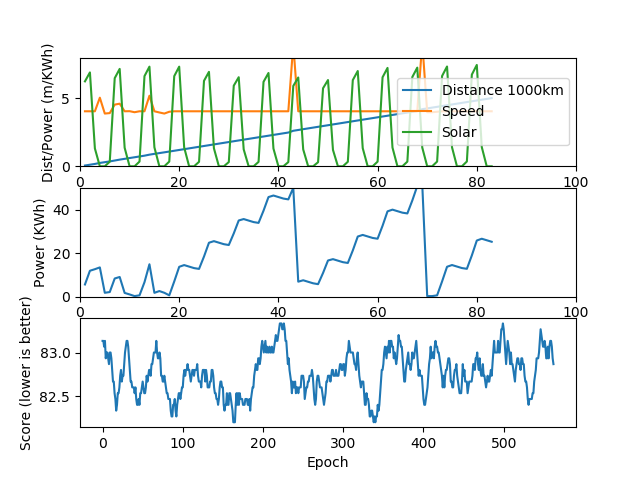 Dist/Power (m/KWh)
5
0
0 20 40 60 80 100
Distance 1000km
Speed
Solar
Power (KWh)
40
20
0
0 20 40 60 80 100
Score (lower is better)
83.0
82.5
0 100 200 300 400 500
Epoch